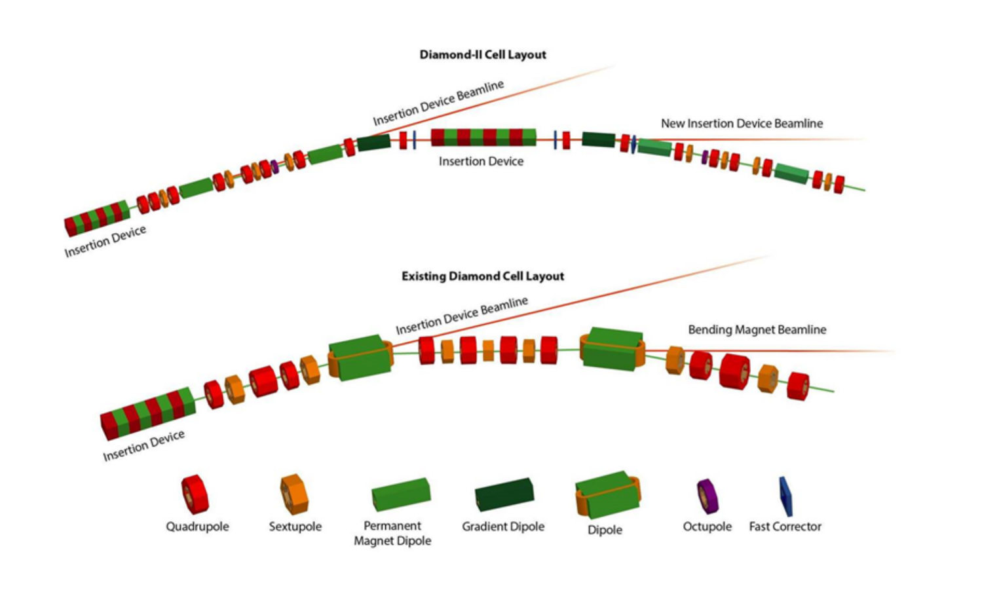 Diamond-II Cell Layout
Insertion Device Beamline
New Insertion Device Beamline
Insertion Device
Insertion Device
Existing Diamond Cell Layout
Insertion Device Beamline
Bending Magnet Beamline
Insertion Device
Quadrupole
Sextupole
Permanent
Magnet Dipole
Gradient Dipole
Dipole
Octupole
Fast Corrector